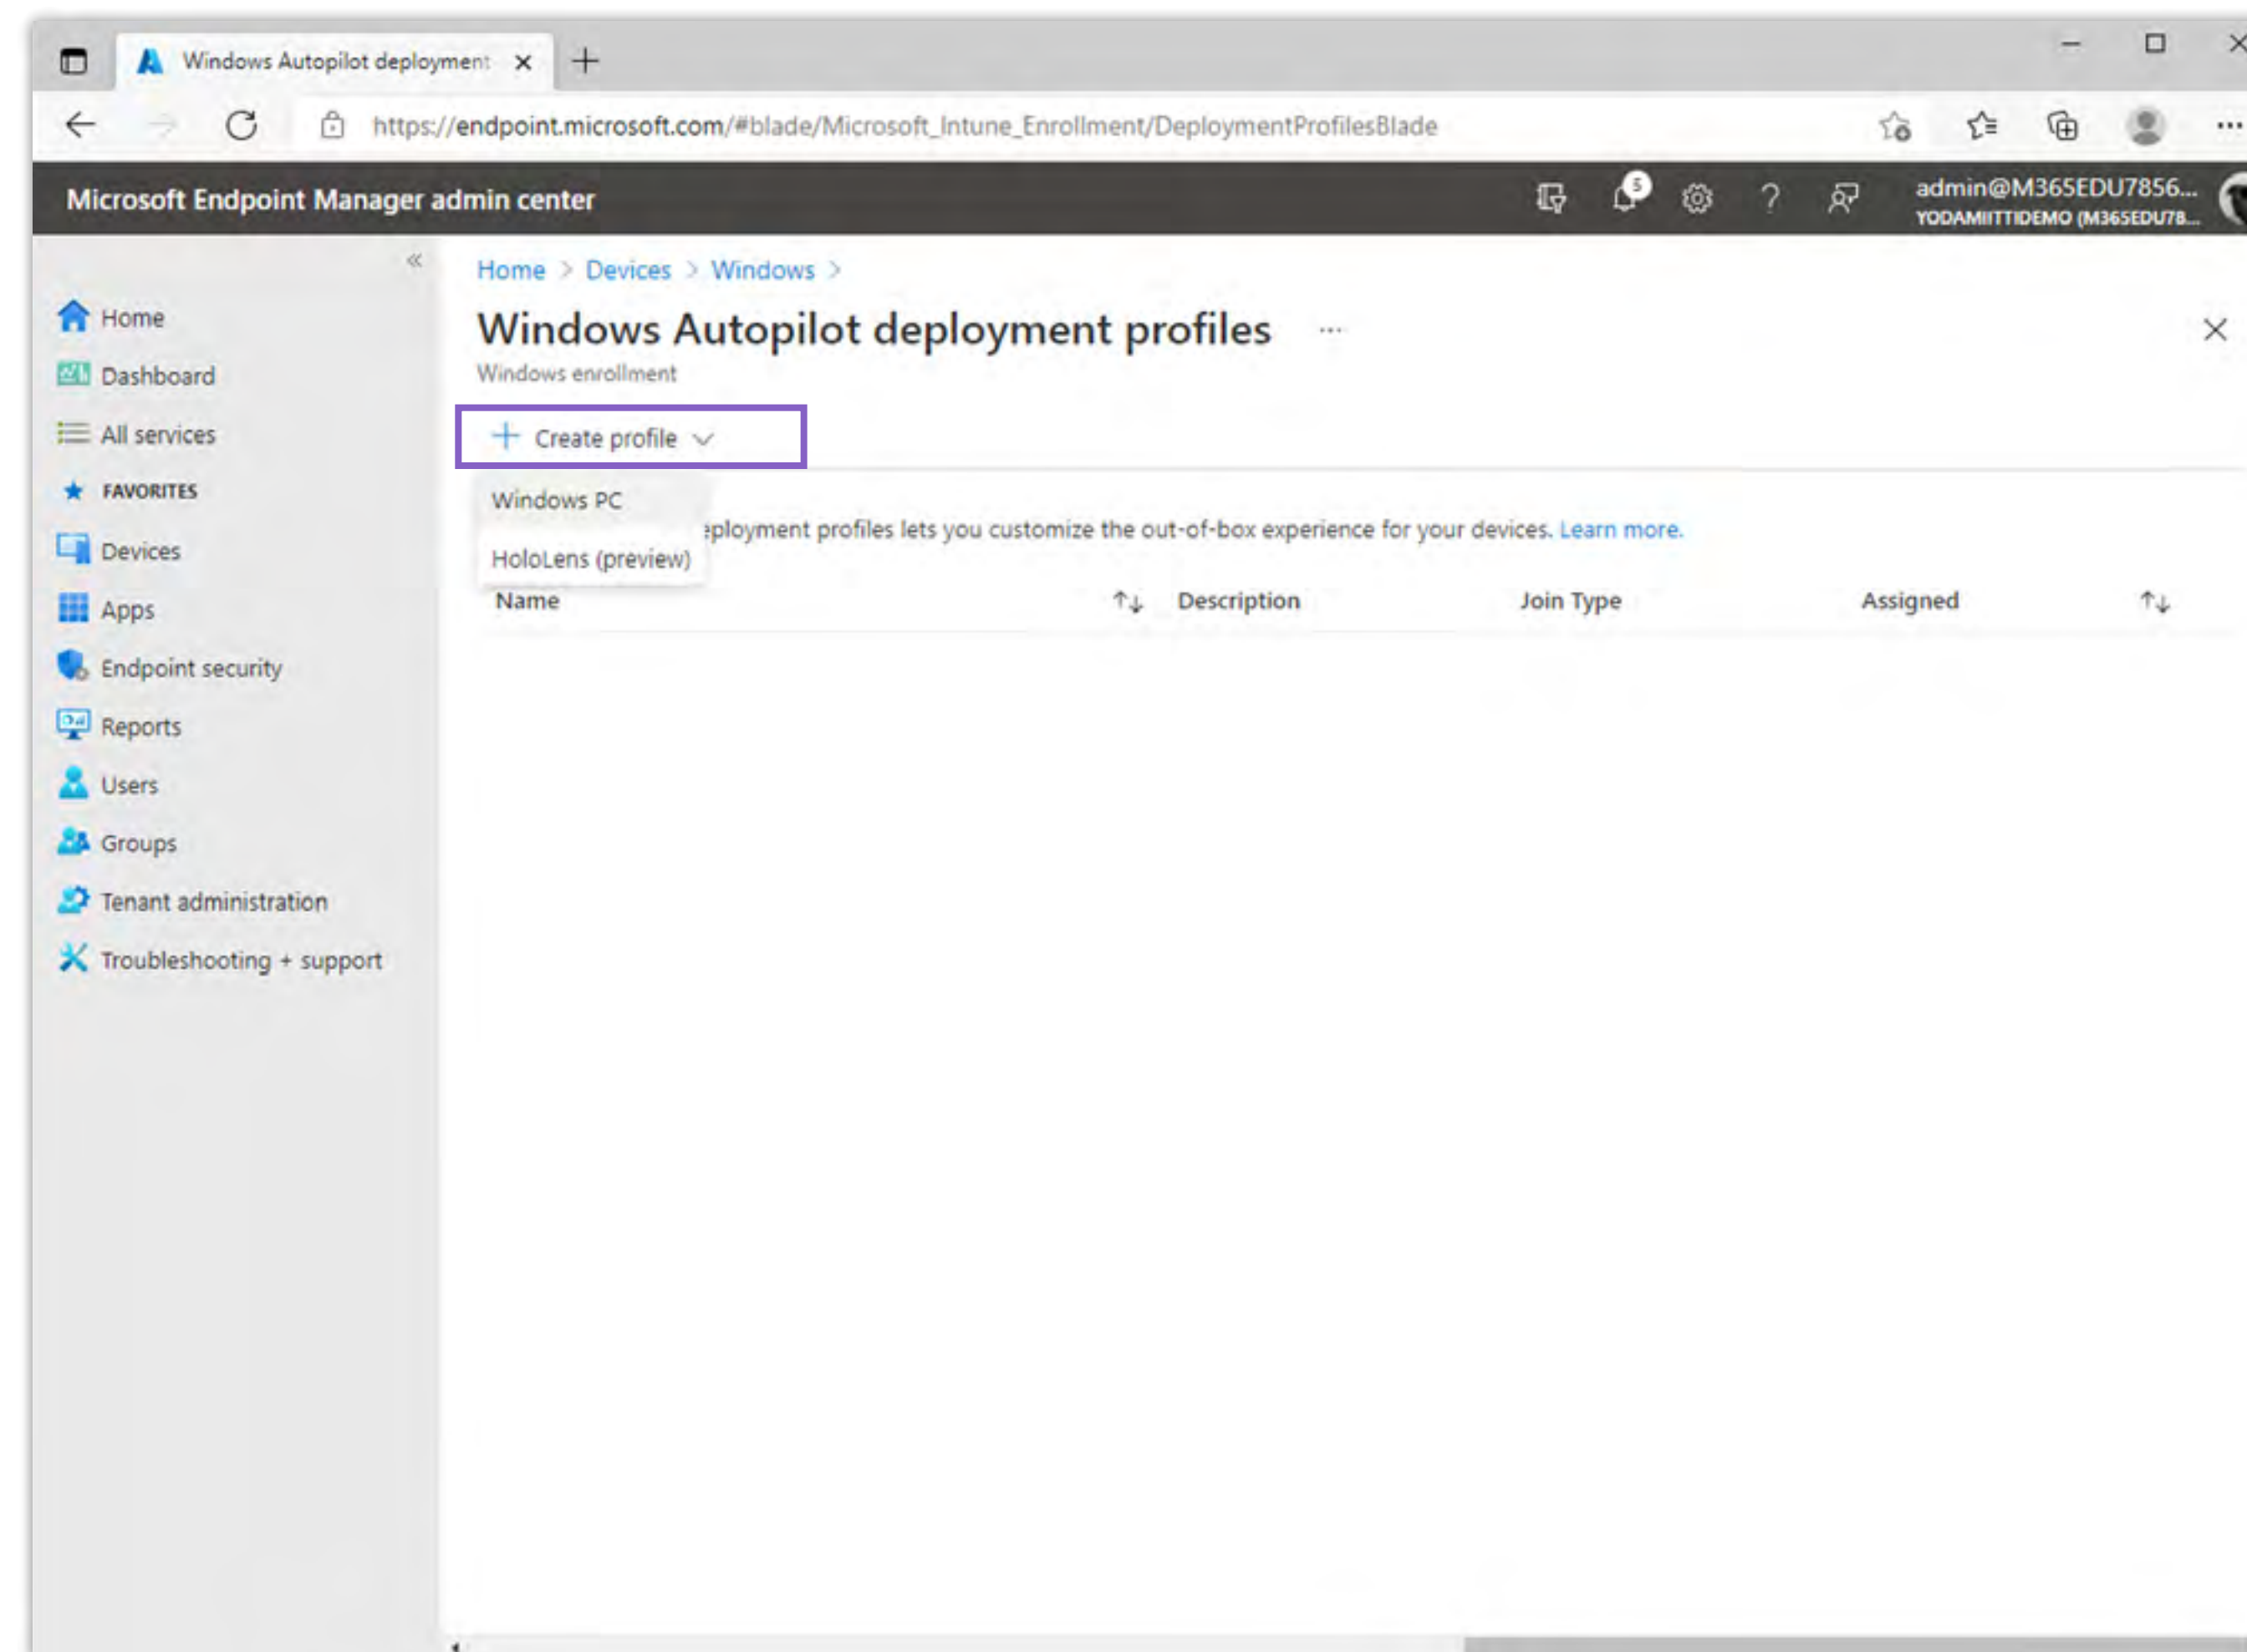 Windows Autopilot deployment
https://endpoint.microsoft.com/#blade/Microsoft_Intune_Enrollment/DeploymentProfilesBlade
Microsoft Endpoint Manager admin center
5
?
admin@M365EDU7856...
YODAMIITTIDEMO (M365EDU78...
«
Home > Devices > Windows >
Home
Dashboard
All services
FAVORITES
Devices
Apps
Endpoint security
Reports
Users
Groups
Tenant administration
Troubleshooting + support
Windows Autopilot deployment profiles ...
Windows enrollment
+ Create profile
Windows PC
HoloLens (preview)
eployment profiles lets you customize the out-of-box experience for your devices. Learn more.
Name ↑↓ Description Join Type Assigned ↑↓